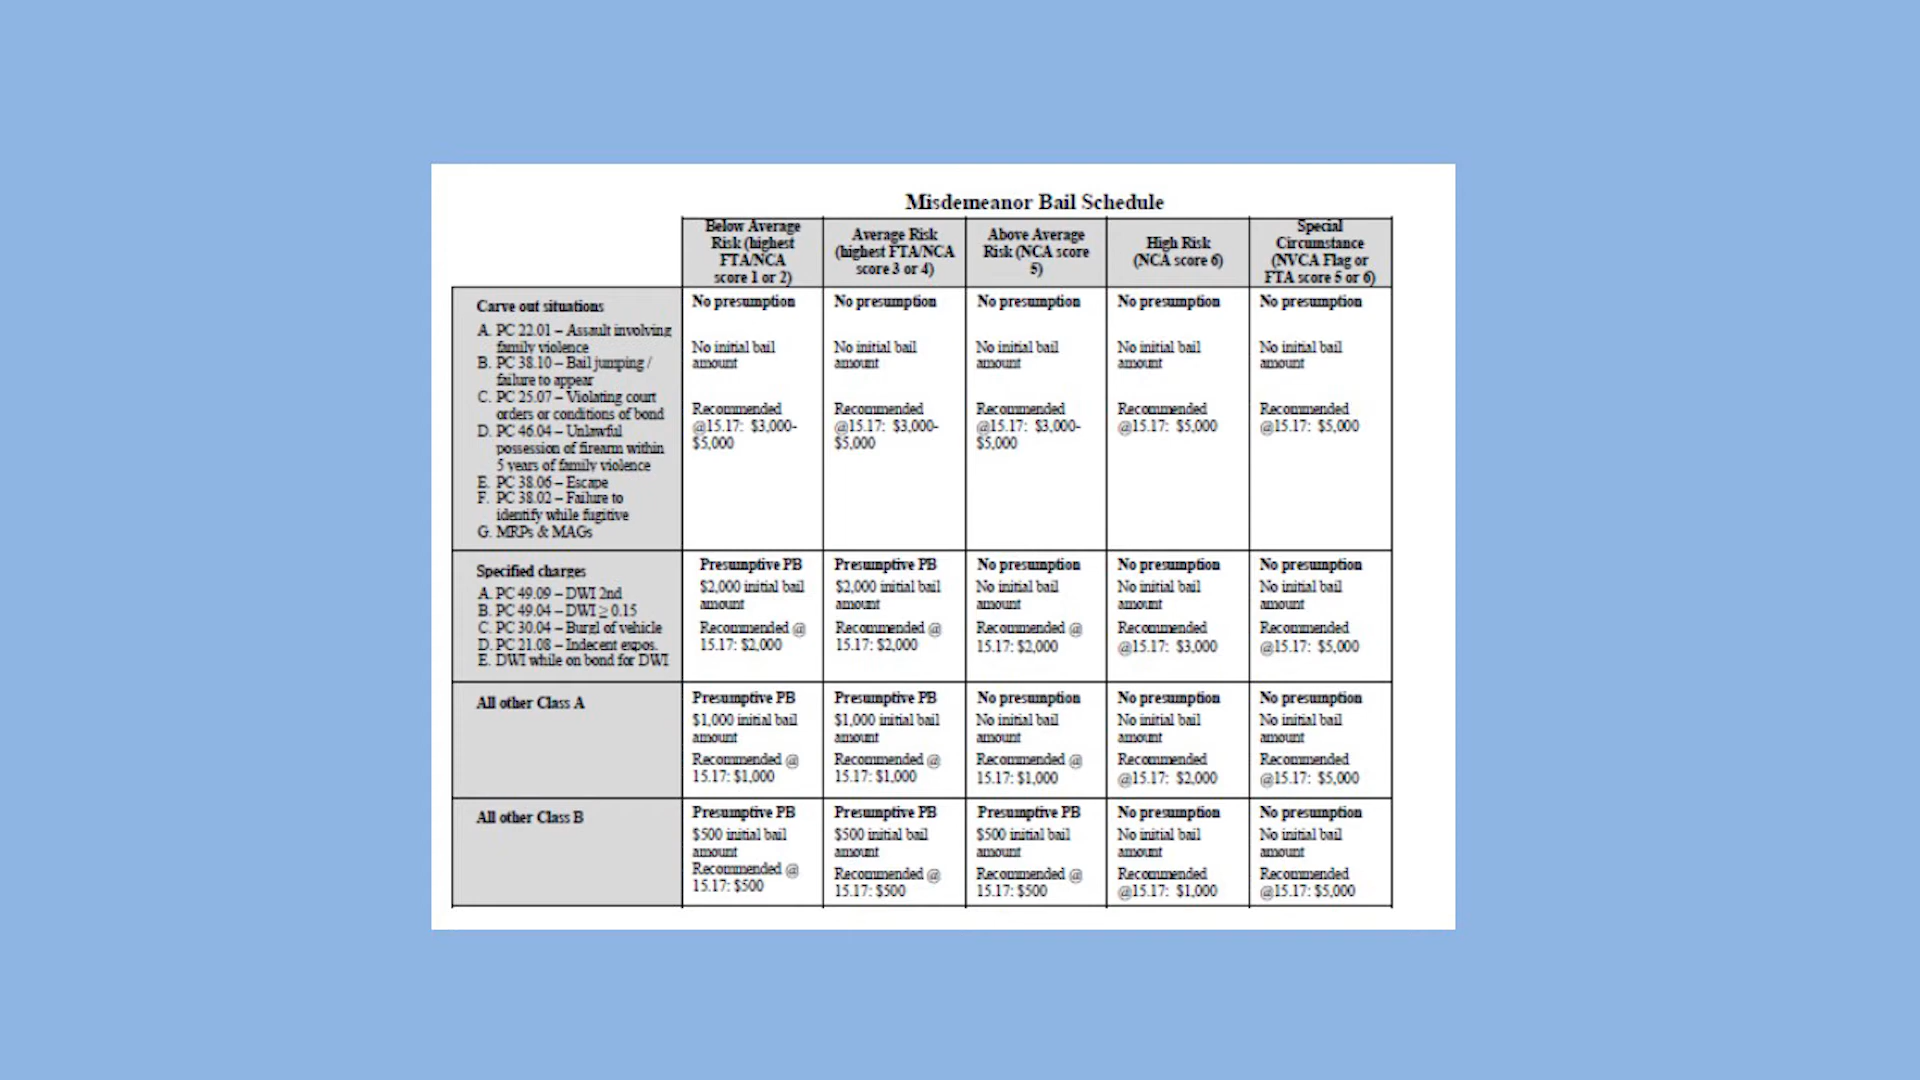 Misdemeanor Bail Schedule
Below Average
Risk (highest
FTA/NCA
score 1 or 2)
Average Risk
(highest FTA/NCA
score 3 or 4)
Above Average
Risk (NCA score
5)
High Risk
(NCA score 6)
Special
Circumstance
(NVCA Flag or
FTA score 5 or 6)
Carve out situations
A. PC 22.01 – Assault involving
family violence
B. PC 38.10 – Bail jumping /
failure to appear
C. PC 25.07 – Violating court
orders or conditions of bond
D. PC 46.04 – Unlawful
possession of firearm within
5 years of family violence
E. PC 38.06 – Escape
F. PC 38.02 – Failure to
identify while fugitive
G. MRPs & MAGs
No presumption
No initial bail
amount
Recommended
@15.17: $3,000-
$5,000
No presumption
No initial bail
amount
Recommended
@15.17: $3,000-
$5,000
No presumption
No initial bail
amount
Recommended
@15.17: $3,000-
$5,000
No presumption
No initial bail
amount
Recommended
@15.17: $5,000
No presumption
No initial bail
amount
Recommended
@15.17: $5,000
Specified charges
A. PC 49.09 – DWI 2nd
B. PC 49.04 – DWI ≥ 0.15
C. PC 30.04 – Burgl of vehicle
D. PC 21.08 – Indecent expos.
E. DWI while on bond for DWI
Presumptive PB
$2,000 initial bail
amount
Recommended @
15.17: $2,000
Presumptive PB
$2,000 initial bail
amount
Recommended @
15.17: $2,000
No presumption
No initial bail
amount
Recommended @
15.17: $2,000
No presumption
No initial bail
amount
Recommended
@15.17: $3,000
No presumption
No initial bail
amount
Recommended
@15.17: $5,000
All other Class A
Presumptive PB
$1,000 initial bail
amount
Recommended @
15.17: $1,000
Presumptive PB
$1,000 initial bail
amount
Recommended @
15.17: $1,000
No presumption
No initial bail
amount
Recommended @
15.17: $1,000
No presumption
No initial bail
amount
Recommended
@15.17: $2,000
No presumption
No initial bail
amount
Recommended
@15.17: $5,000
All other Class B
Presumptive PB
$500 initial bail
amount
Recommended @
15.17: $500
Presumptive PB
$500 initial bail
amount
Recommended @
15.17: $500
Presumptive PB
$500 initial bail
amount
Recommended @
15.17: $500
No presumption
No initial bail
amount
Recommended
@15.17: $1,000
No presumption
No initial bail
amount
Recommended
@15.17: $5,000